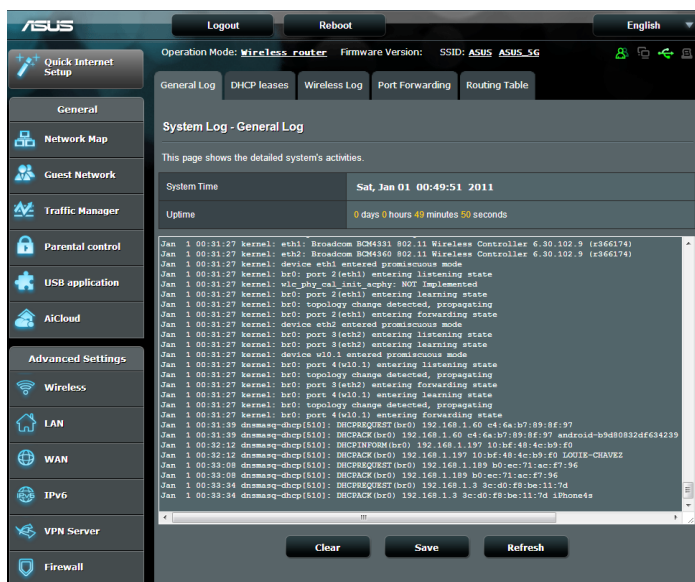 ASUS
Logout
Reboot
English
Operation Mode: Wireless router Firmware Version: SSID: ASUS ASUS_5G
Quick Internet
Setup
General
Network Map
Guest Network
Traffic Manager
Parental control
USB application
AiCloud
Advanced Settings
Wireless
LAN
WAN
IPv6
VPN Server
Firewall
General Log
DHCP leases
Wireless Log
Port Forwarding
Routing Table
System Log - General Log
This page shows the detailed system's activities.
System Time
Sat, Jan 01 00:49:51 2011
Uptime
0 days 0 hours 49 minutes 50 seconds
Jan 1 00:31:27 kernel: eth1: Broadcom BCM4331 802.11 Wireless Controller 6.30.102.9 (r366174)
Jan 1 00:31:27 kernel: eth2: Broadcom BCM4360 802.11 Wireless Controller 6.30.102.9 (r366174)
Jan 1 00:31:27 kernel: device eth1 entered promiscuous mode
Jan 1 00:31:27 kernel: br0: port 2(eth1) entering listening state
Jan 1 00:31:27 kernel: wlc_phy_cal_init_acphy: NOT Implemented
Jan 1 00:31:27 kernel: br0: port 2(eth1) entering learning state
Jan 1 00:31:27 kernel: br0: topology change detected, propagating
Jan 1 00:31:27 kernel: br0: port 2(eth1) entering forwarding state
Jan 1 00:31:27 kernel: device eth2 entered promiscuous mode
Jan 1 00:31:27 kernel: br0: port 3(eth2) entering listening state
Jan 1 00:31:27 kernel: br0: port 3(eth2) entering learning state
Jan 1 00:31:27 kernel: device wl0.1 entered promiscuous mode
Jan 1 00:31:27 kernel: br0: port 4(wl0.1) entering listening state
Jan 1 00:31:27 kernel: br0: topology change detected, propagating
Jan 1 00:31:27 kernel: br0: port 3(eth2) entering forwarding state
Jan 1 00:31:27 kernel: br0: port 4(wl0.1) entering learning state
Jan 1 00:31:27 kernel: br0: topology change detected, propagating
Jan 1 00:31:27 kernel: br0: port 4(wl0.1) entering forwarding state
Jan 1 00:31:39 dnsmasq-dhcp[510]: DHCPREQUEST(br0) 192.168.1.60 c4:6a:b7:89:8f:97
Jan 1 00:31:39 dnsmasq-dhcp[510]: DHCPACK(br0) 192.168.1.60 c4:6a:b7:89:8f:97 android-b9d80832df634239
Jan 1 00:32:12 dnsmasq-dhcp[510]: DHCPINFORM(br0) 192.168.1.197 10:bf:48:4c:b9:f0
Jan 1 00:32:12 dnsmasq-dhcp[510]: DHCPACK(br0) 192.168.1.197 10:bf:48:4c:b9:f0 LOUIE-CHAVEZ
Jan 1 00:33:08 dnsmasq-dhcp[510]: DHCPREQUEST(br0) 192.168.1.189 b0:ec:71:ac:f7:96
Jan 1 00:33:08 dnsmasq-dhcp[510]: DHCPACK(br0) 192.168.1.189 b0:ec:71:ac:f7:96
Jan 1 00:33:34 dnsmasq-dhcp[510]: DHCPREQUEST(br0) 192.168.1.3 3c:d0:f8:be:11:7d
Jan 1 00:33:34 dnsmasq-dhcp[510]: DHCPACK(br0) 192.168.1.3 3c:d0:f8:be:11:7d iPhone4s
Clear
Save
Refresh